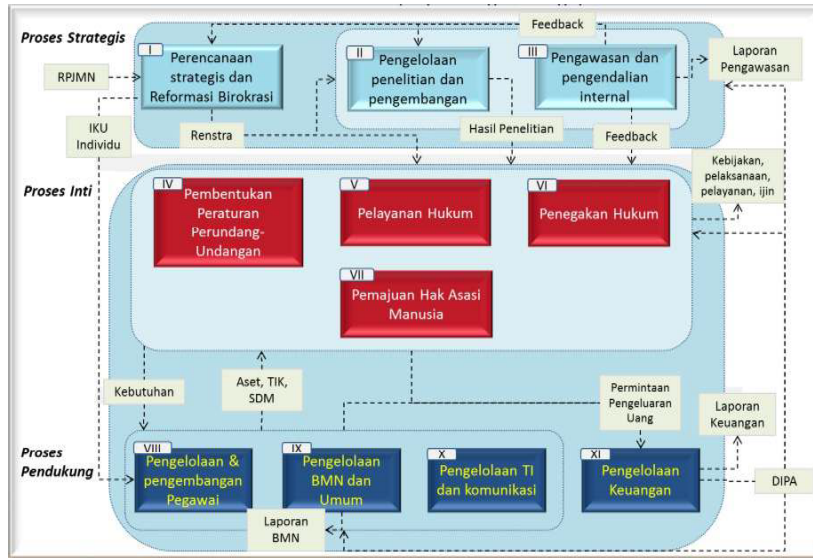 Proses Strategis
Feedback
I
Perencanaan
strategis dan
Reformasi Birokrasi
II
Pengelolaan
penelitian dan
pengembangan
III
Pengawasan dan
pengendalian
internal
Laporan
Pengawasan
RPJMN
IKU
Individu
Renstra
Hasil Penelitian
Feedback
Proses Inti
IV
Pembentukan
Peraturan
Perundang-
Undangan
V
Pelayanan Hukum
VI
Penegakan Hukum
Kebijakan,
pelaksanaan,
pelayanan, ijin
VII
Pemajuan Hak Asasi
Manusia
Kebutuhan
Aset, TIK,
SDM
Permintaan
Pengeluaran
Uang
Laporan
Keuangan
Proses
Pendukung
VIII
Pengelolaan &
pengembangan
Pegawai
IX
Pengelolaan
BMN dan
Umum
X
Pengelolaan TI
dan komunikasi
XI
Pengelolaan
Keuangan
DIPA
Laporan
BMN